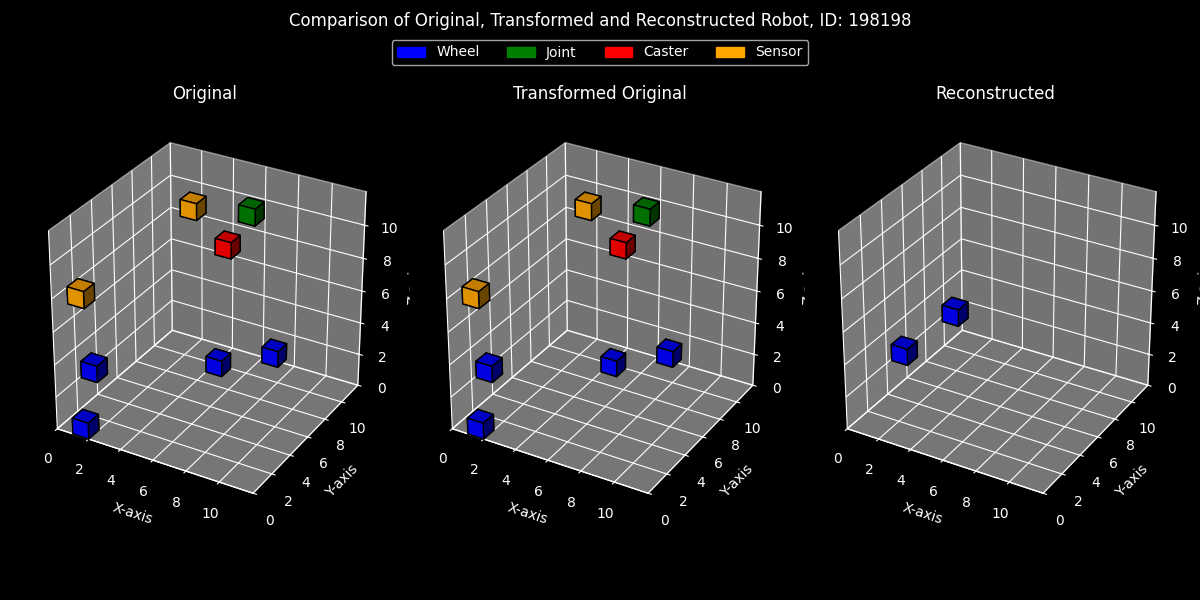 Comparison of Original, Transformed and Reconstructed Robot, ID: 198198
Wheel Joint Caster Sensor
Original Transformed Original Reconstructed
10 10 10
8 8 8
6 6 6
4 4 4
2 2 2
0 0 0
10 10 10
8 8 8
6 6 6
4 4 4
2 2 2
0 0 0
0 2 4 6 8 10 0 2 4 6 8 10 0 2 4 6 8 10
X-axis Y-axis X-axis Y-axis X-axis Y-axis